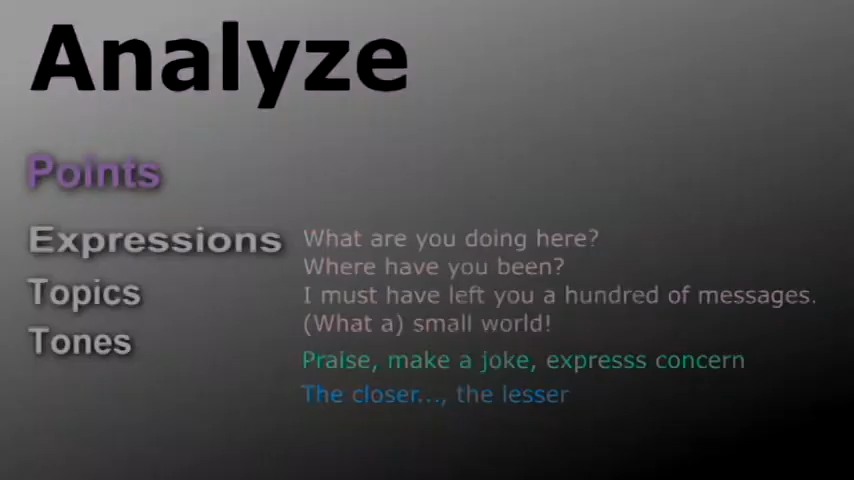 Analyze
Points
Expressions
What are you doing here?
Where have you been?
I must have left you a hundred of messages.
(What a) small world!
Topics
Praise, make a joke, expresss concern
Tones
The closer..., the lesser